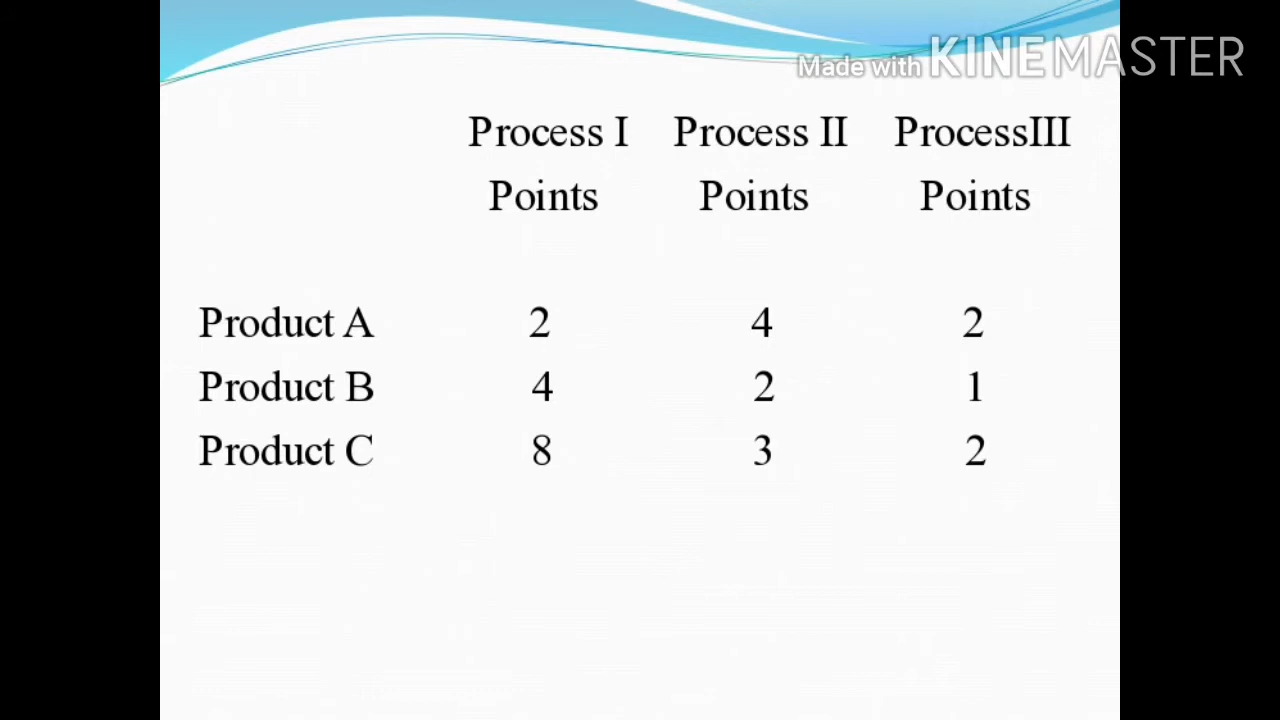 Made with KINEMASTER
Process I Process II ProcessIII
Points Points Points
Product A 2 4 2
Product B 4 2 1
Product C 8 3 2